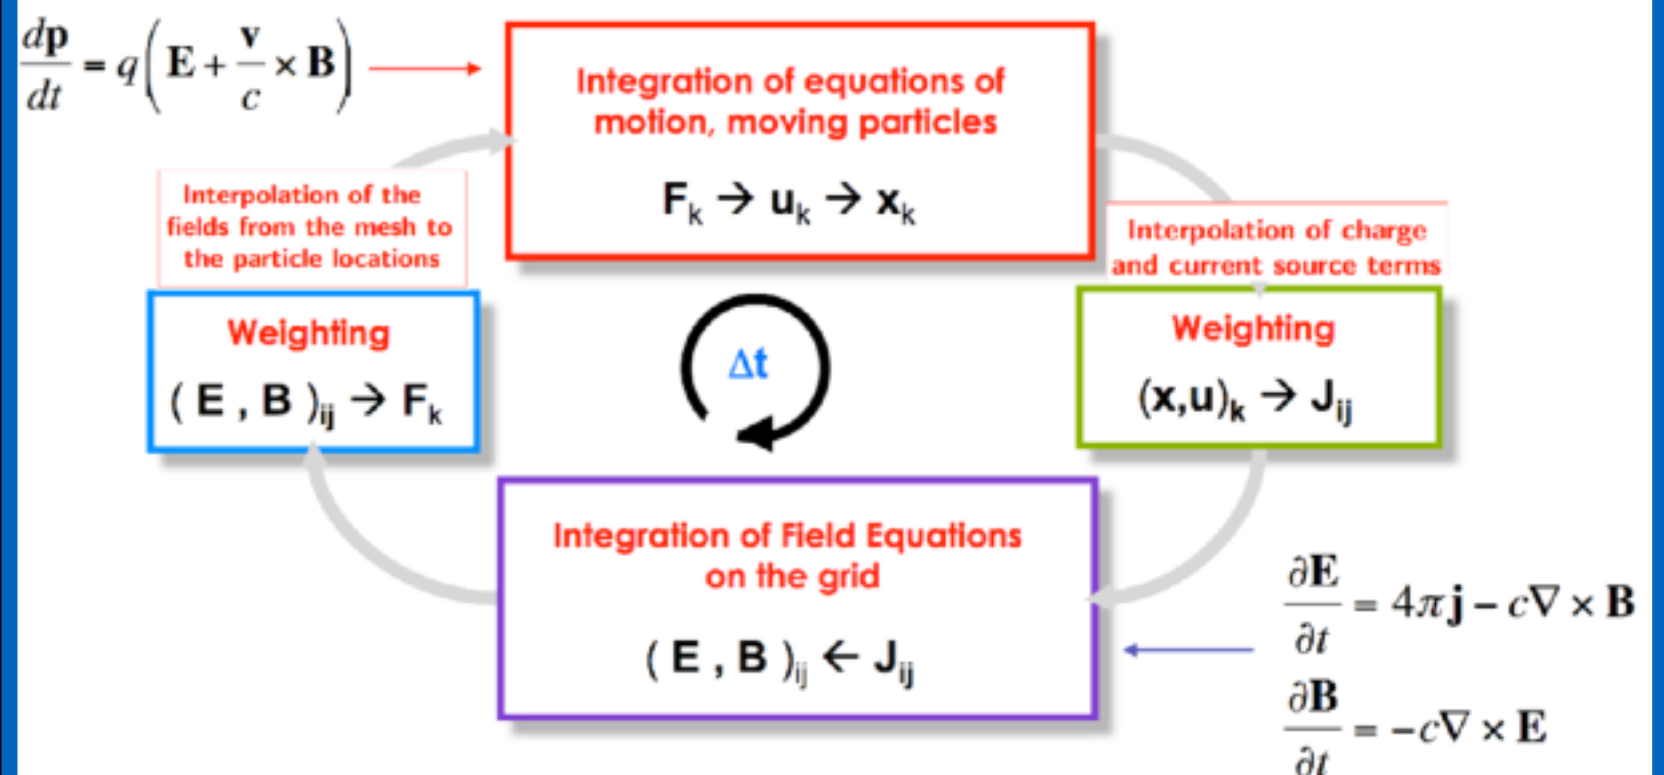 dp/dt = q(E + v/c × B)
Integration of equations of
motion, moving particles
F_k → u_k → x_k
Interpolation of the
fields from the mesh to
the particle locations
Interpolation of charge
and current source terms
Weighting
( E , B )_ij → F_k
Δt
Weighting
(x,u)_k → J_ij
Integration of Field Equations
on the grid
( E , B )_ij ← J_ij
∂E/∂t = 4πj – c∇ × B
∂B/∂t = –c∇ × E